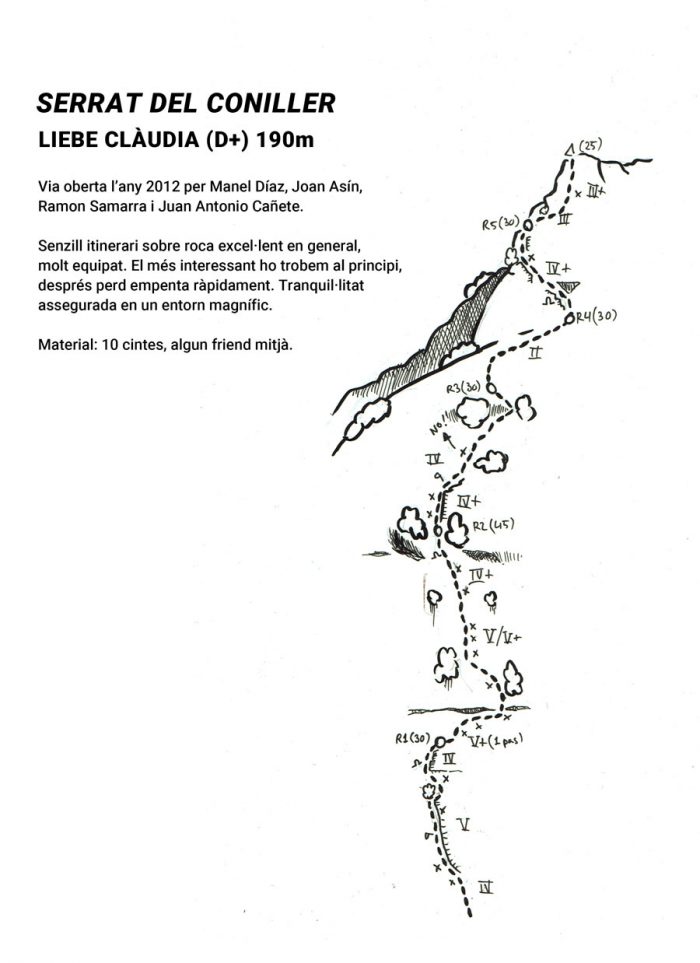 SERRAT DEL CONILLER
LIEBE CLÀUDIA (D+) 190m
Via oberta l'any 2012 per Manel Díaz, Joan Asín,
Ramon Samarra i Juan Antonio Cañete.
Senzill itinerari sobre roca excel·lent en general,
molt equipat. El més interessant ho trobem al principi,
després perd empenta ràpidament. Tranquil·litat
assegurada en un entorn magnífic.
Material: 10 cintes, algun friend mitjà.
(25)
III+
III
R5(30)
IV+
R4(30)
II
R3(30)
NO!
IV
IV+
R2(45)
IV+
V/V+
R1(30)
V+(1 pas)
IV
V
IV